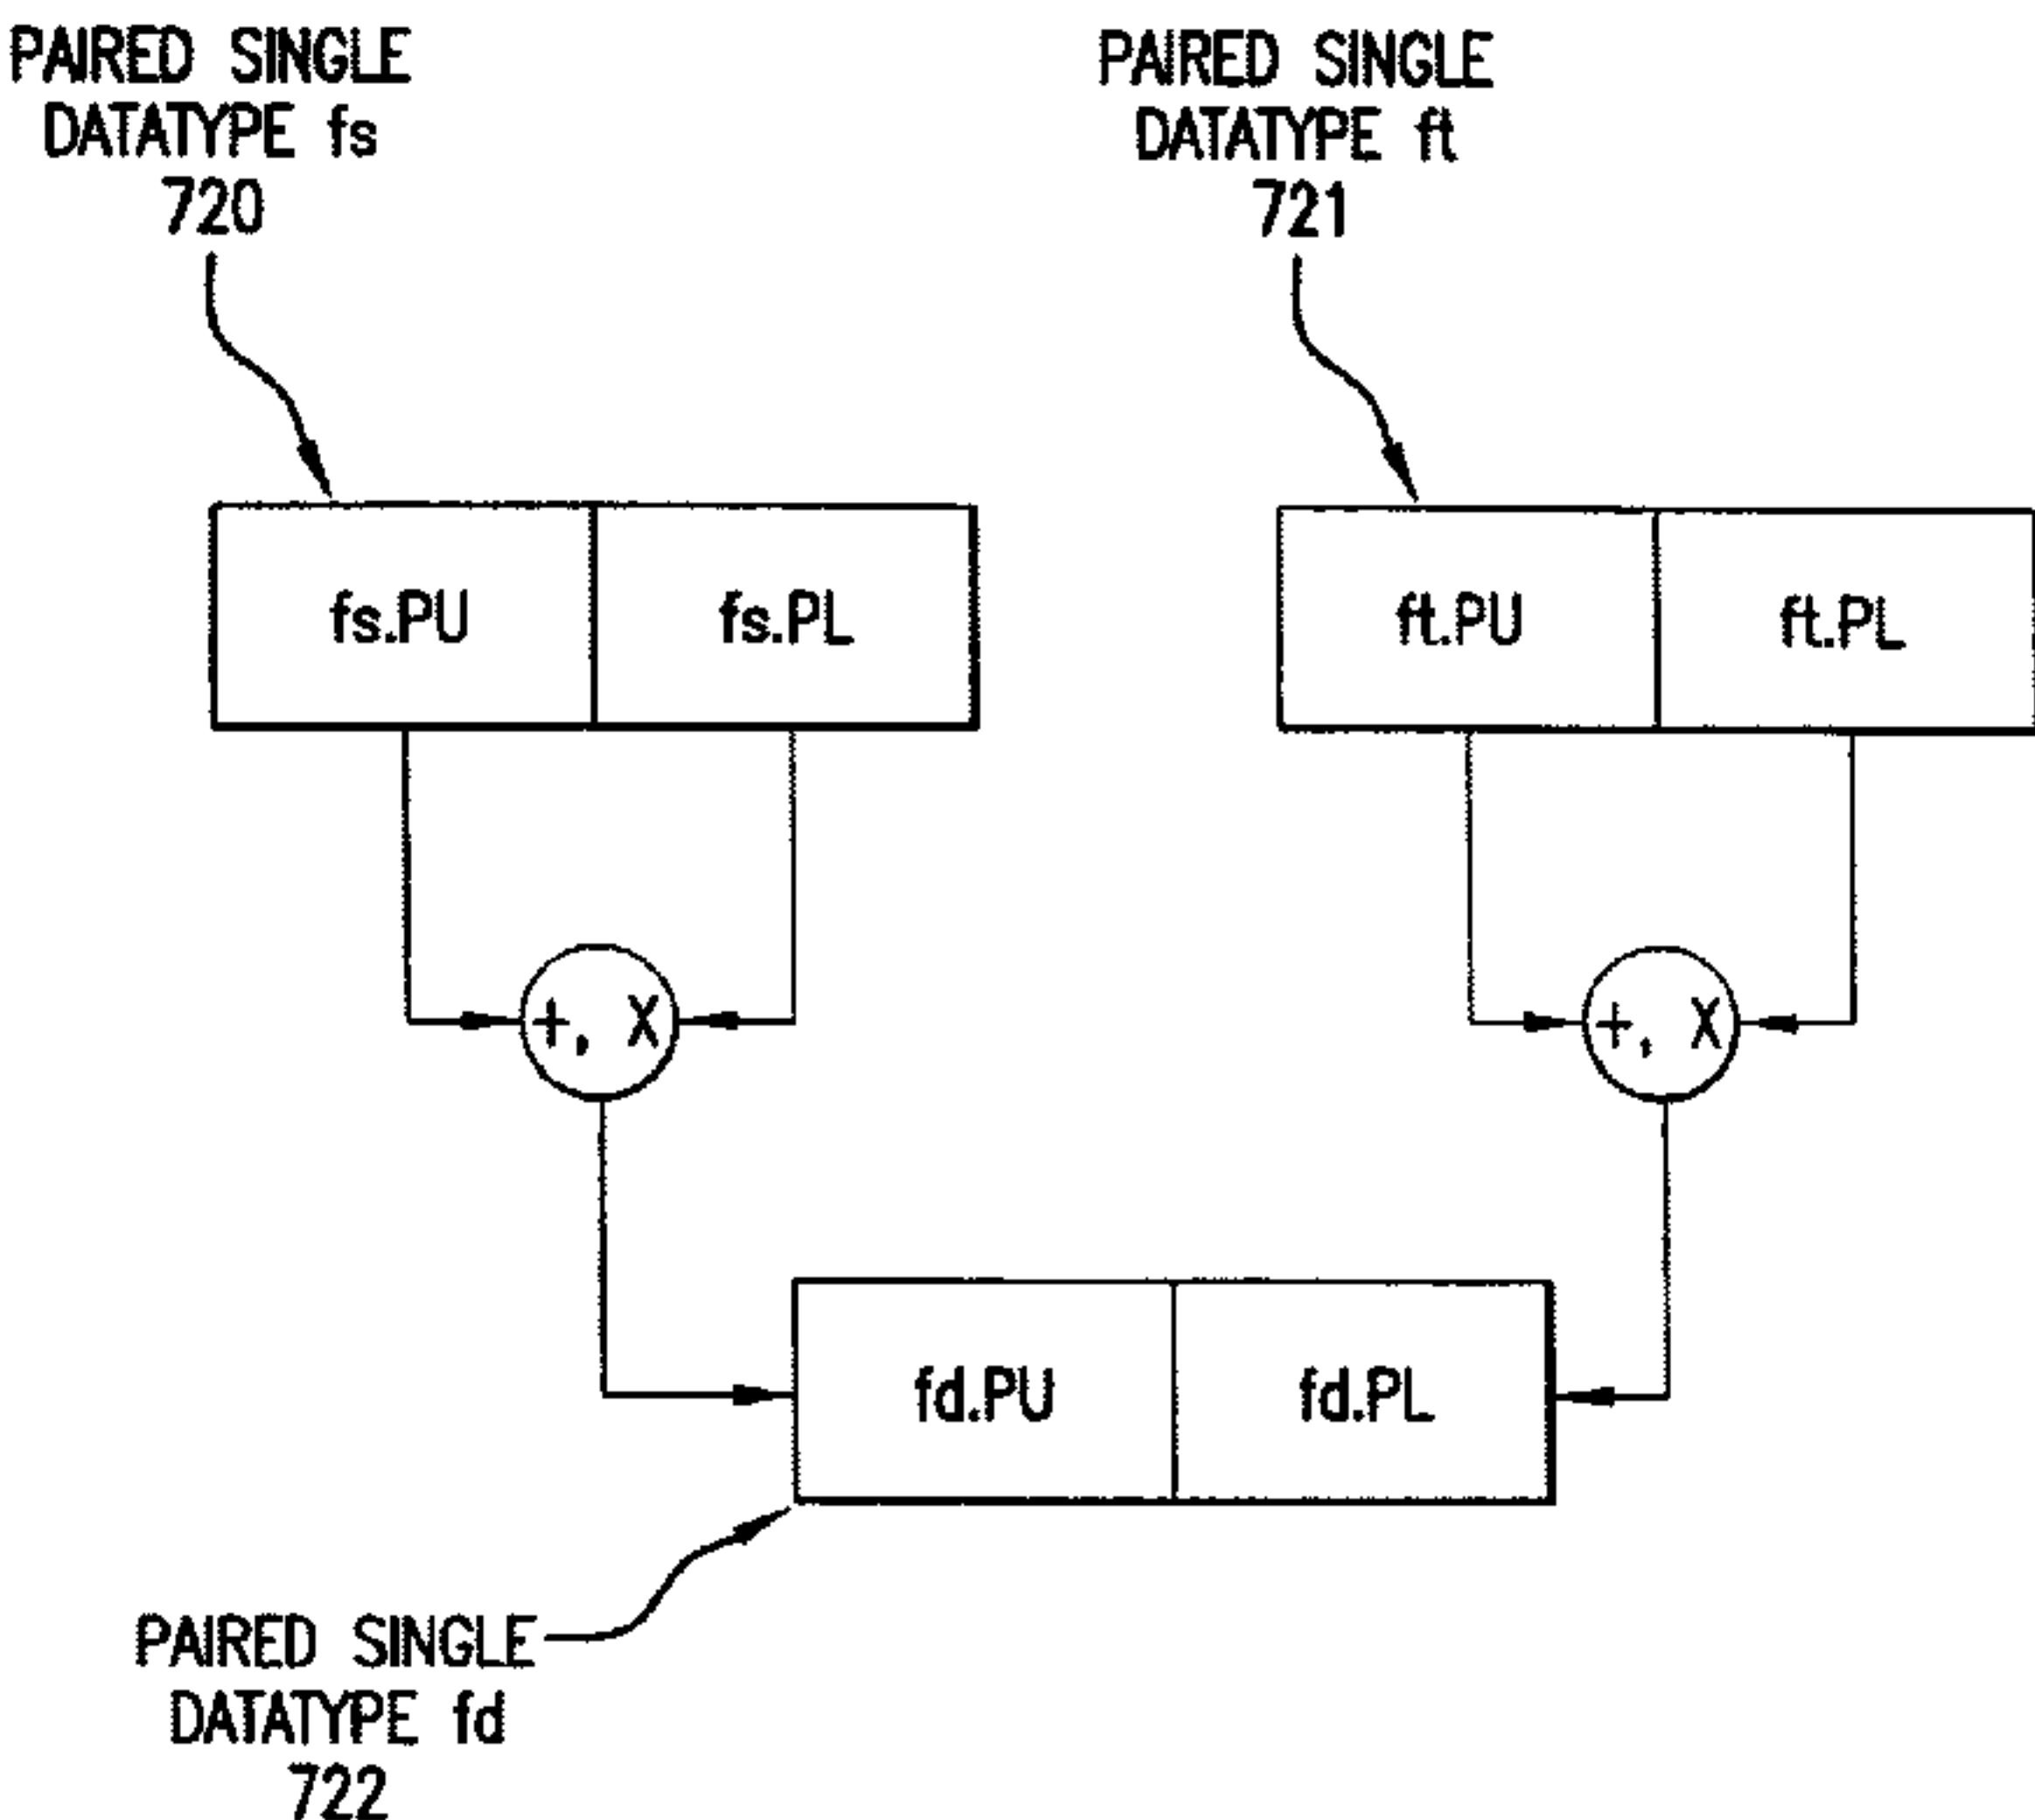 PAIRED SINGLE
DATATYPE fs
720
PAIRED SINGLE
DATATYPE ft
721
fs.PU
fs.PL
ft.PU
ft.PL
+, X
+, X
fd.PU
fd.PL
PAIRED SINGLE
DATATYPE fd
722